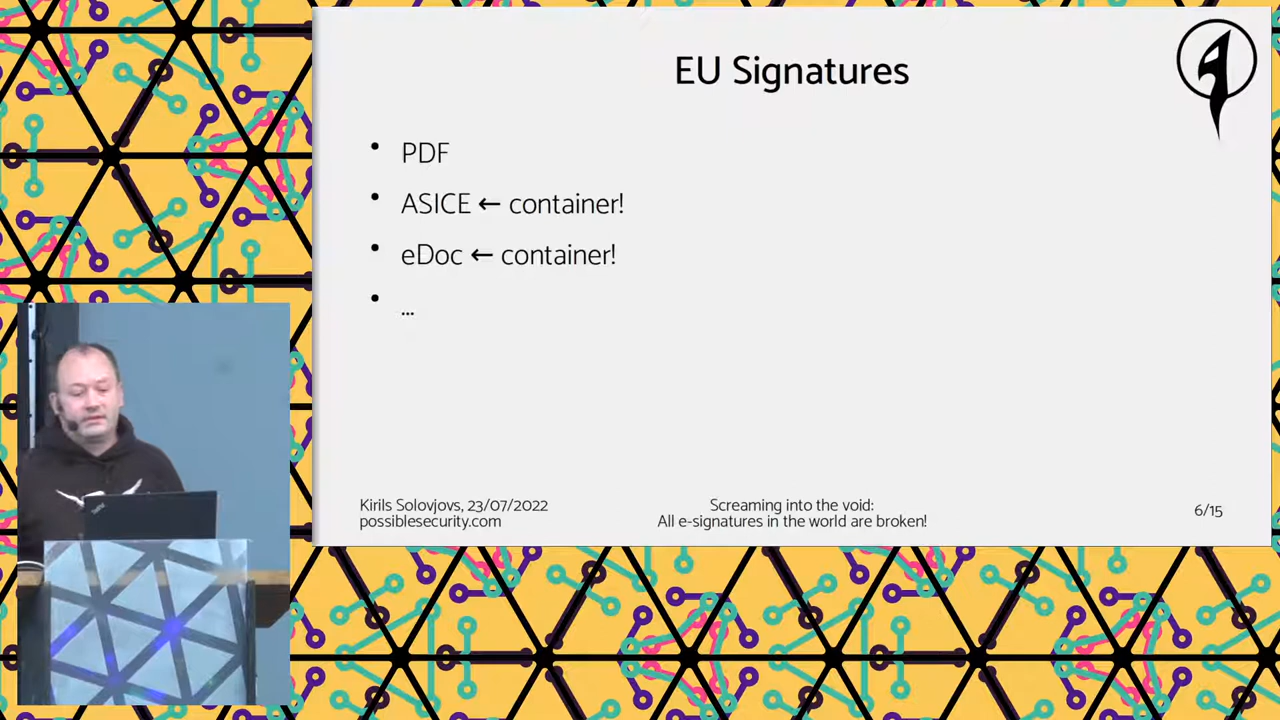 EU Signatures
• PDF
• ASICE ← container!
• eDoc ← container!
• ...
Kirils Solovjovs, 23/07/2022
possiblesecurity.com
Screaming into the void:
All e-signatures in the world are broken!
6/15